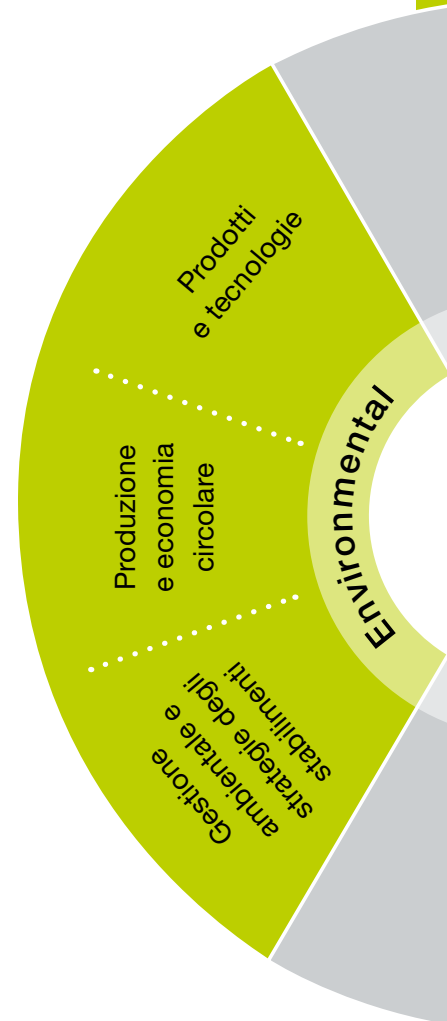 Prodotti
e tecnologie
Produzione
e economia
circolare
Gestione
ambientale e
strategie degli
stabilimenti
Environmental